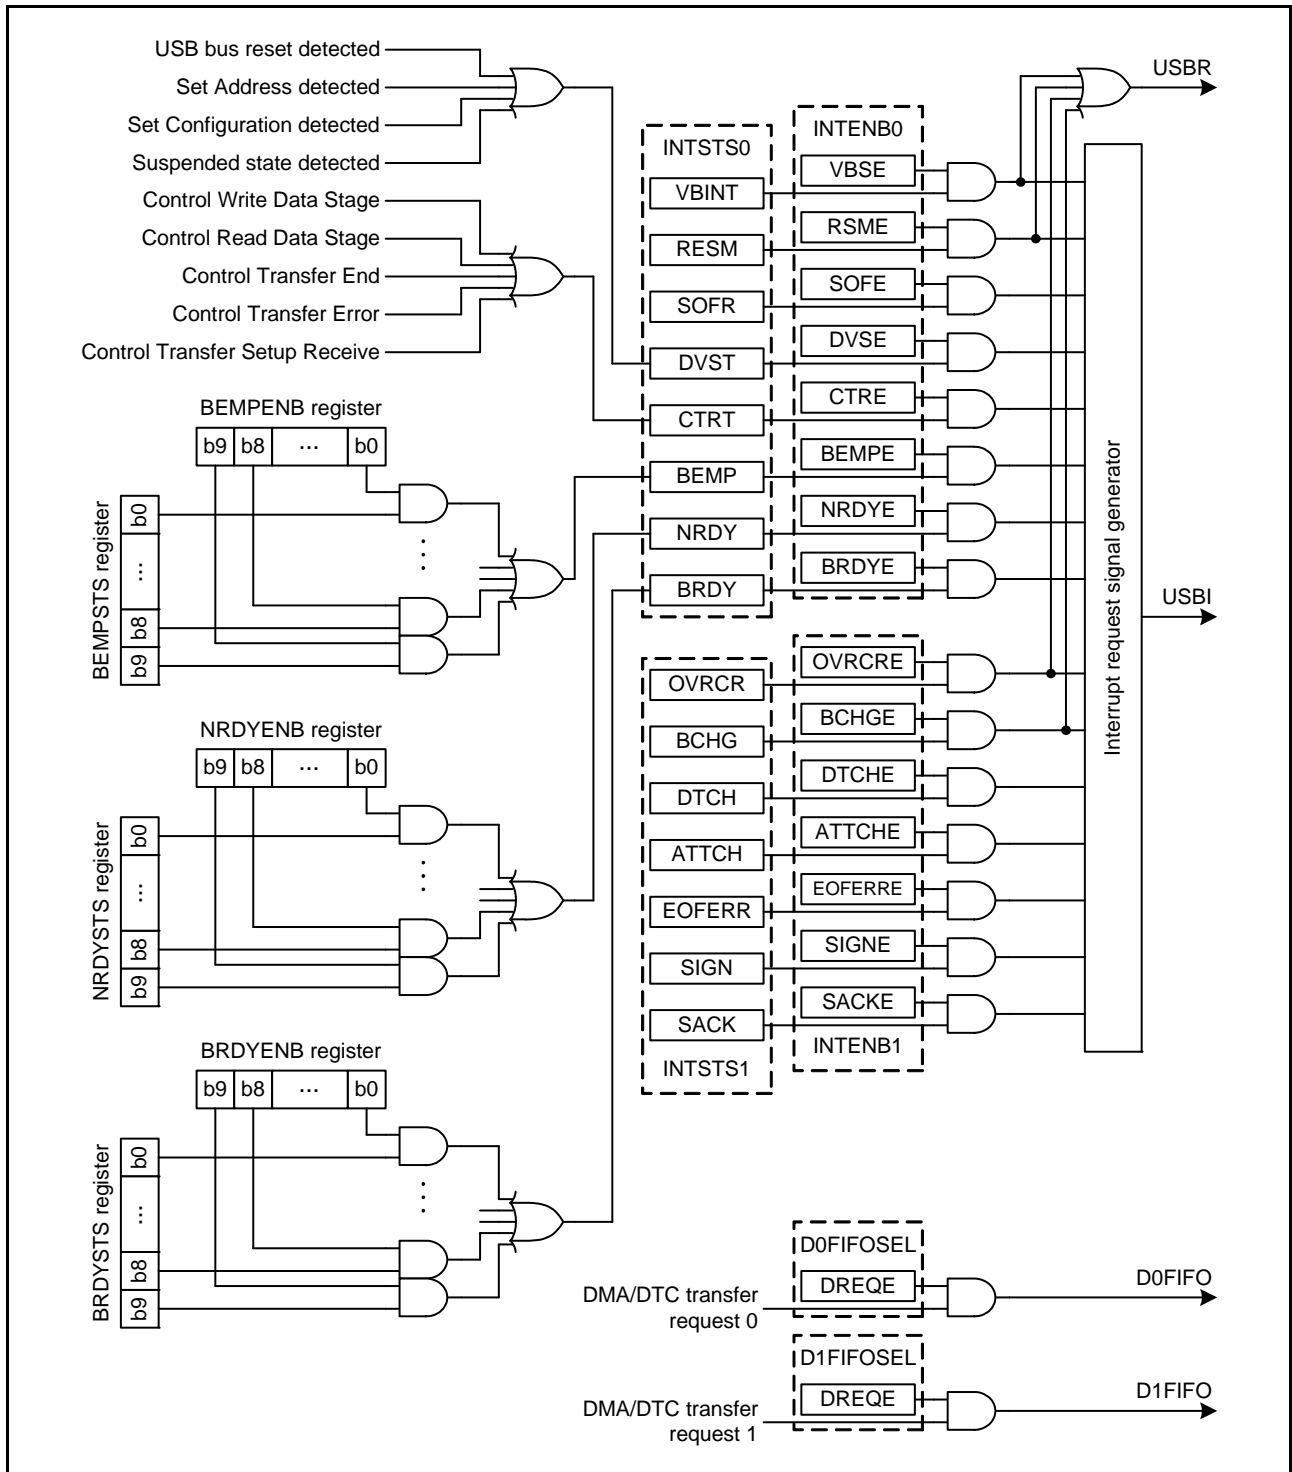 USB bus reset detected
Set Address detected
Set Configuration detected
Suspended state detected
Control Write Data Stage
Control Read Data Stage
Control Transfer End
Control Transfer Error
Control Transfer Setup Receive
BEMPENB register
b9 b8 ... b0
BEMPSTS register
b0
...
b8
b9
NRDYENB register
b9 b8 ... b0
NRDYSTS register
b0
...
b8
b9
BRDYENB register
b9 b8 ... b0
BRDYSTS register
b0
...
b8
b9
INTSTS0
VBINT
RESM
SOFR
DVST
CTRT
BEMP
NRDY
BRDY
OVRCR
BCHG
DTCH
ATTCH
EOFERR
SIGN
SACK
INTSTS1
INTENB0
VBSE
RSME
SOFE
DVSE
CTRE
BEMPE
NRDYE
BRDYE
OVRCRE
BCHGE
DTCHE
ATTCHE
EOFERRE
SIGNE
SACKE
INTENB1
Interrupt request signal generator
USBR
USBI
D0FIFOSEL
DREQE
DMA/DTC transfer
request 0
D0FIFO
D1FIFOSEL
DREQE
DMA/DTC transfer
request 1
D1FIFO